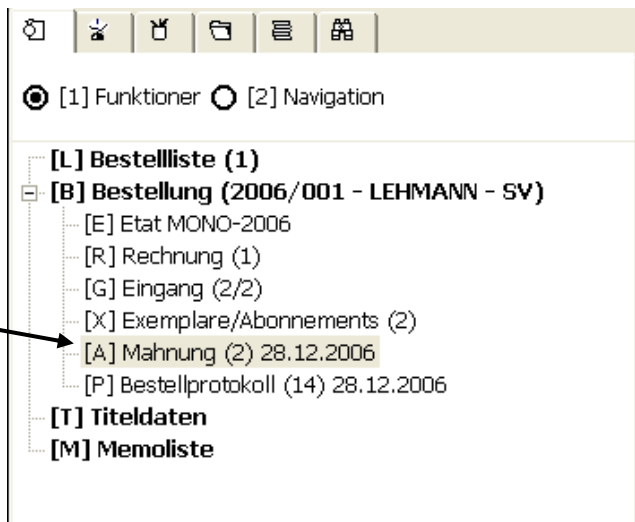 [1] Funktioner [2] Navigation
[L] Bestellliste (1)
[B] Bestellung (2006/001 - LEHMANN - SV)
[E] Etat MONO-2006
[R] Rechnung (1)
[G] Eingang (2/2)
[X] Exemplare/Abonnements (2)
[A] Mahnung (2) 28.12.2006
[P] Bestellprotokoll (14) 28.12.2006
[T] Titeldaten
[M] Memoliste